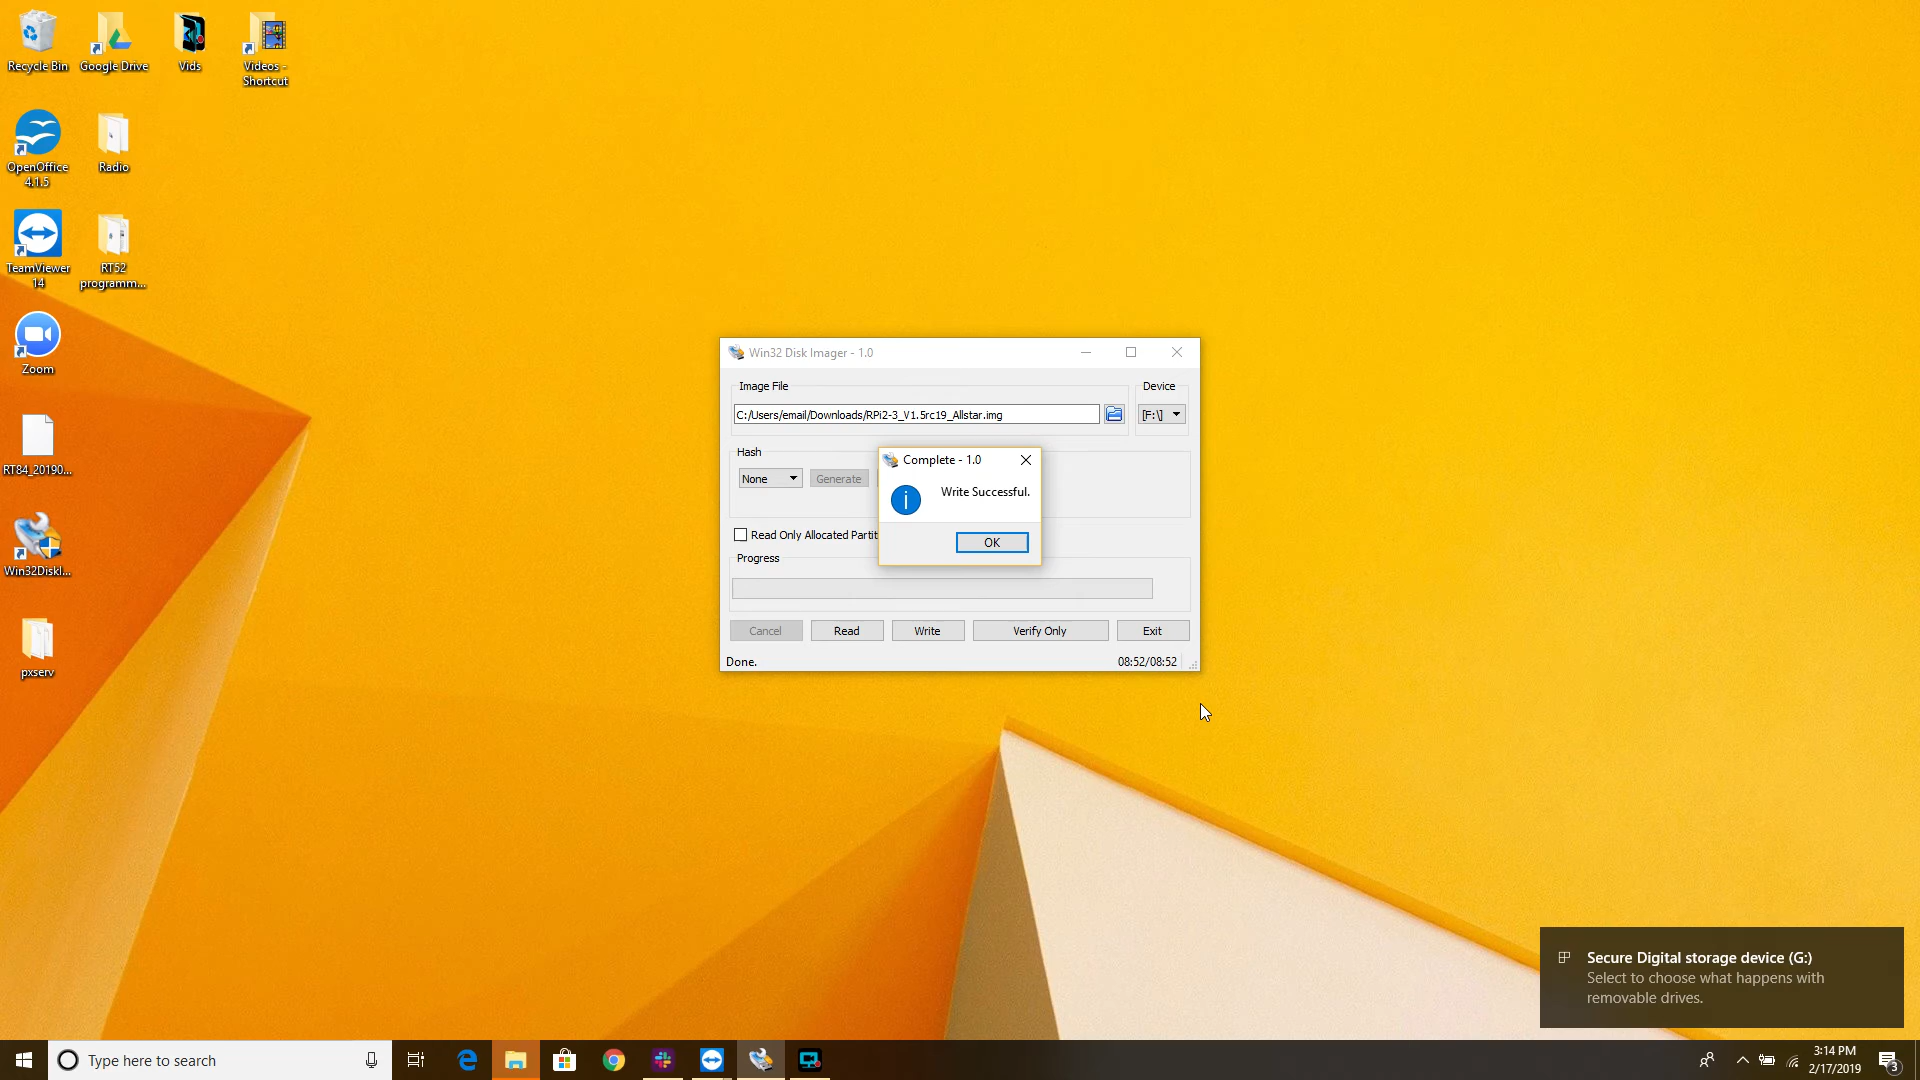 Recycle Bin
Google Drive
Vids
Videos -
Shortcut
OpenOffice
4.1.5
Radio
TeamViewer
14
RT52
programm...
Zoom
RT84_20190...
Win32DiskI...
pxserv
Win32 Disk Imager - 1.0
Image File
Device
C:/Users/email/Downloads/RPi2-3_V1.5rc19_Allstar.img
[F:\]
Hash
None
Generate
Complete - 1.0
Write Successful.
OK
Read Only Allocated Partit
Progress
Cancel
Read
Write
Verify Only
Exit
Done.
08:52/08:52
Secure Digital storage device (G:)
Select to choose what happens with
removable drives.
Type here to search
3:14 PM
2/17/2019
3